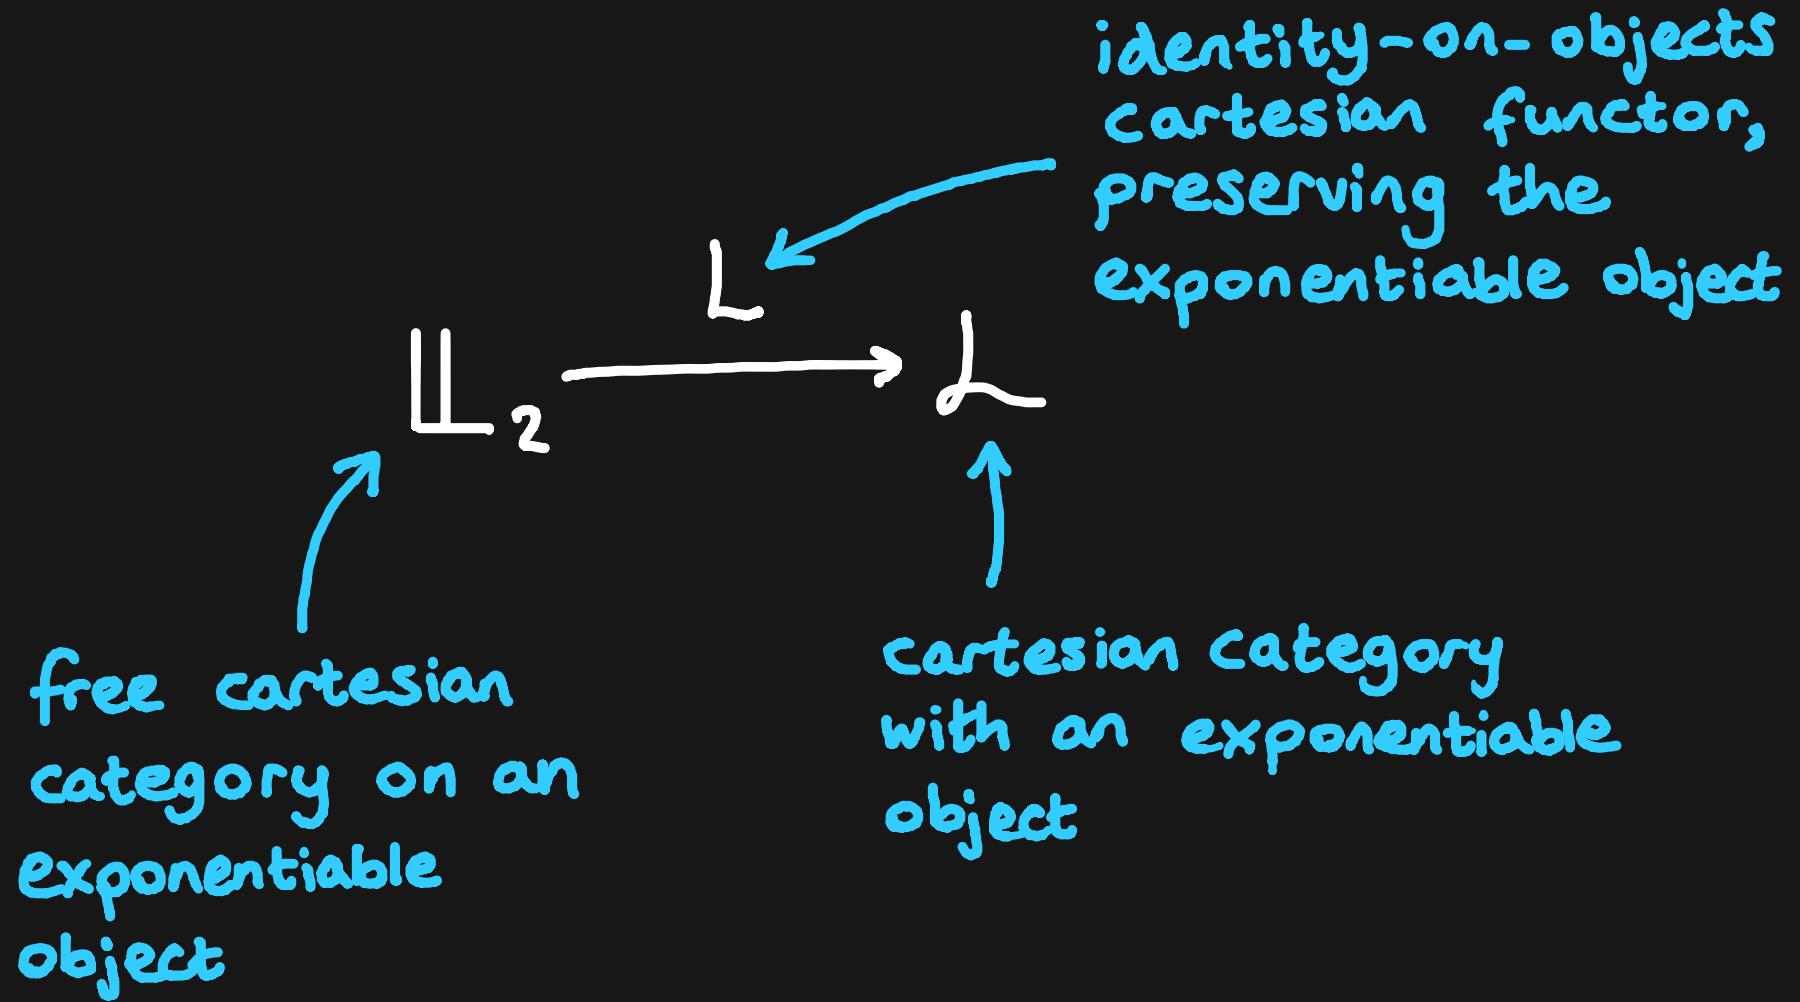 identity-on-objects
cartesian functor,
preserving the
exponentiable object
L
𝕃₂ → ℒ
free cartesian
category on an
exponentiable
object
cartesian category
with an exponentiable
object